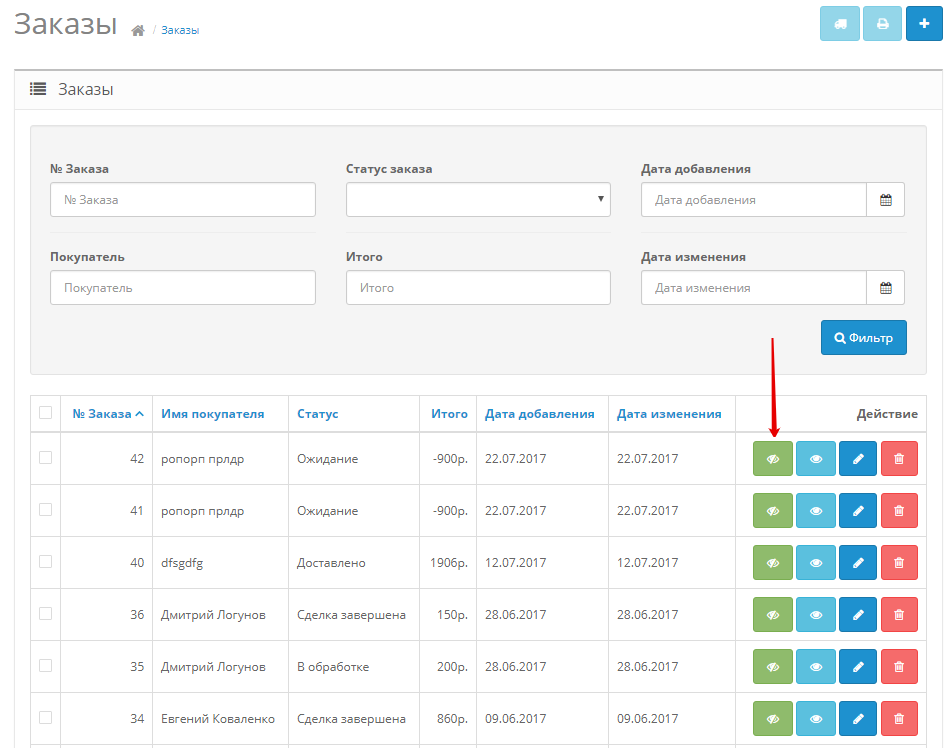 Заказы / Заказы
Заказы
№ Заказа Статус заказа Дата добавления
№ Заказа Дата добавления
Покупатель Итого Дата изменения
Покупатель Итого Дата изменения
Фильтр
№ Заказа Имя покупателя Статус Итого Дата добавления Дата изменения Действие
42 ропорп прлдр Ожидание -900р. 22.07.2017 22.07.2017
41 ропорп прлдр Ожидание -900р. 22.07.2017 22.07.2017
40 dfsgdfg Доставлено 1906р. 12.07.2017 12.07.2017
36 Дмитрий Логунов Сделка завершена 150р. 28.06.2017 28.06.2017
35 Дмитрий Логунов В обработке 200р. 28.06.2017 28.06.2017
34 Евгений Коваленко Сделка завершена 860р. 09.06.2017 09.06.2017